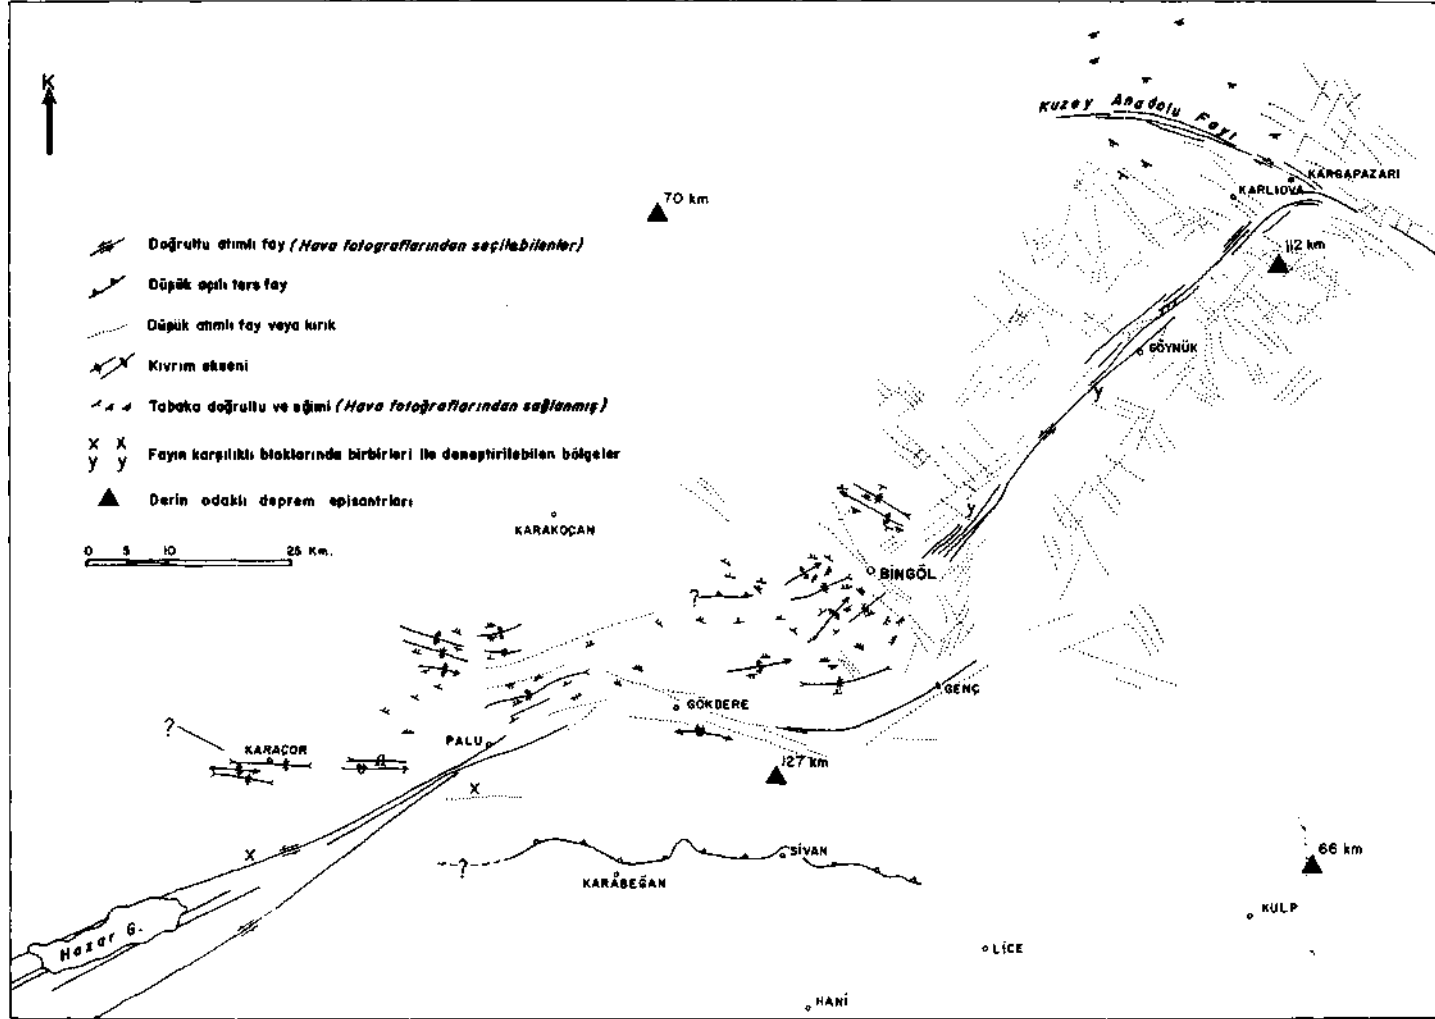 K
Kuzey Anadolu Fayı
KARGAPAZARI
KARLIOVA
70 km
112 km
Doğrultu atımlı fay (Hava fotograflarından seçilebilenler)
Düşük açılı ters fay
Düşük atımlı fay veya kırık
GÖYNÜK
Kıvrım ekseni
y
Tabaka doğrultu ve eğimi (Hava fotoğraflarından sağlanmış)
x x
y y
Fayın karşılıklı bloklarında birbirleri ile deneştirilebilen bölgeler
Derin odaklı deprem episantrları
y
KARAKOÇAN
0 5 10 25 Km.
BİNGÖL
?
GENÇ
GÖKDERE
?
KARAÇOR
PALU
127 km
x
x
SİVAN
66 km
?
KARABEĞAN
KULP
Hazar G.
LİCE
HANİ